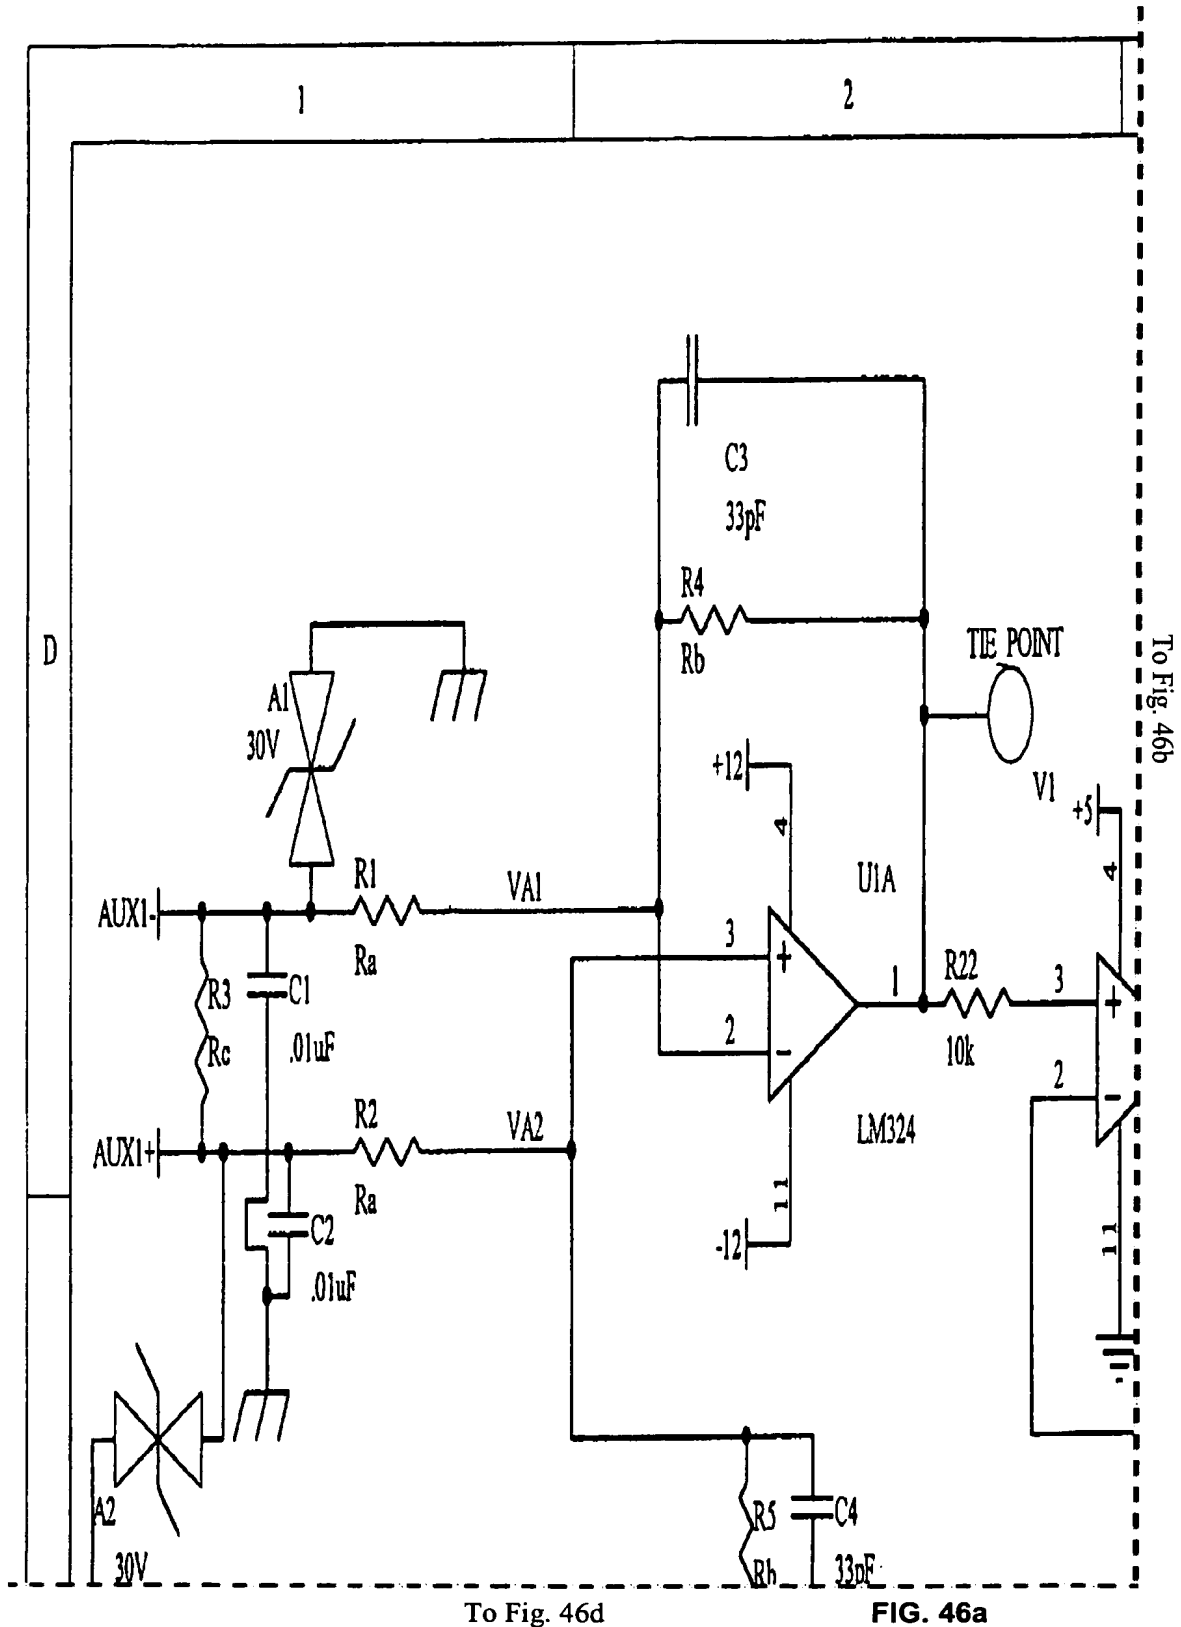 1
2
D
To Fig. 46b
C3
33pF
R4
Rb
TIE POINT
A1
30V
+12
4
V1
+5
4
U1A
R1
VA1
AUX1-
Ra
3
+
R3
C1
Rc
.01uF
2
-
1
R22
10k
3
+
2
-
R2
VA2
AUX1+
Ra
LM324
11
-12
11
C2
.01uF
A2
30V
R5
Rb
C4
33pF
To Fig. 46d
FIG. 46a